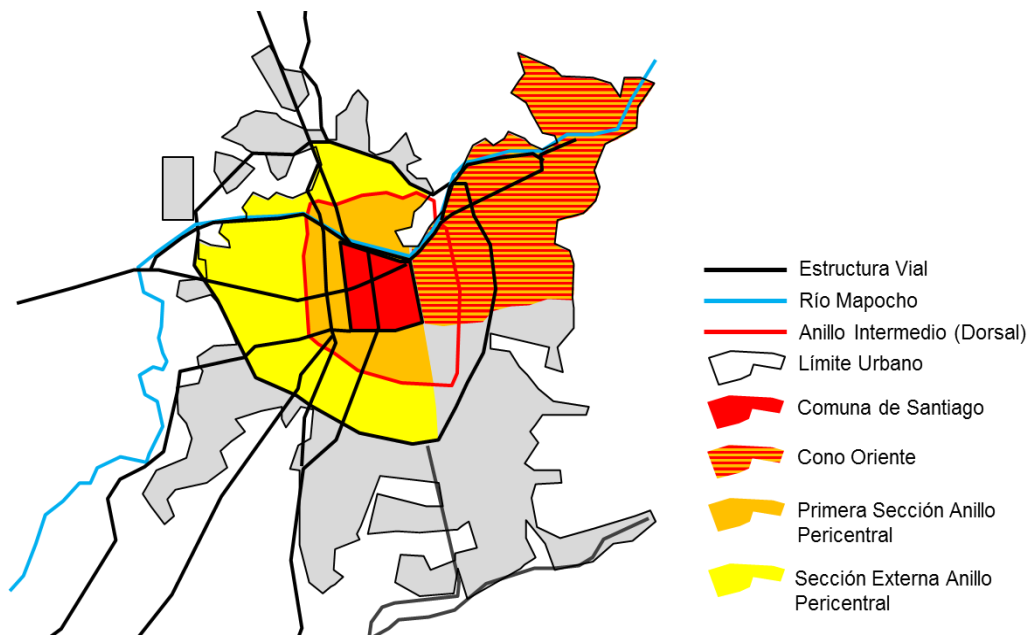 Estructura Vial
Río Mapocho
Anillo Intermedio (Dorsal)
Límite Urbano
Comuna de Santiago
Cono Oriente
Primera Sección Anillo
Pericentral
Sección Externa Anillo
Pericentral